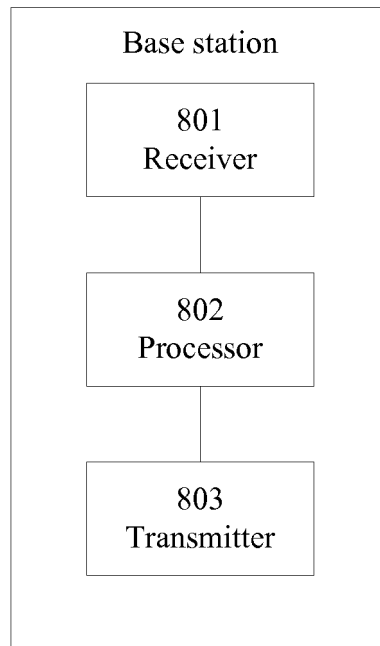 Base station
801
Receiver
802
Processor
803
Transmitter